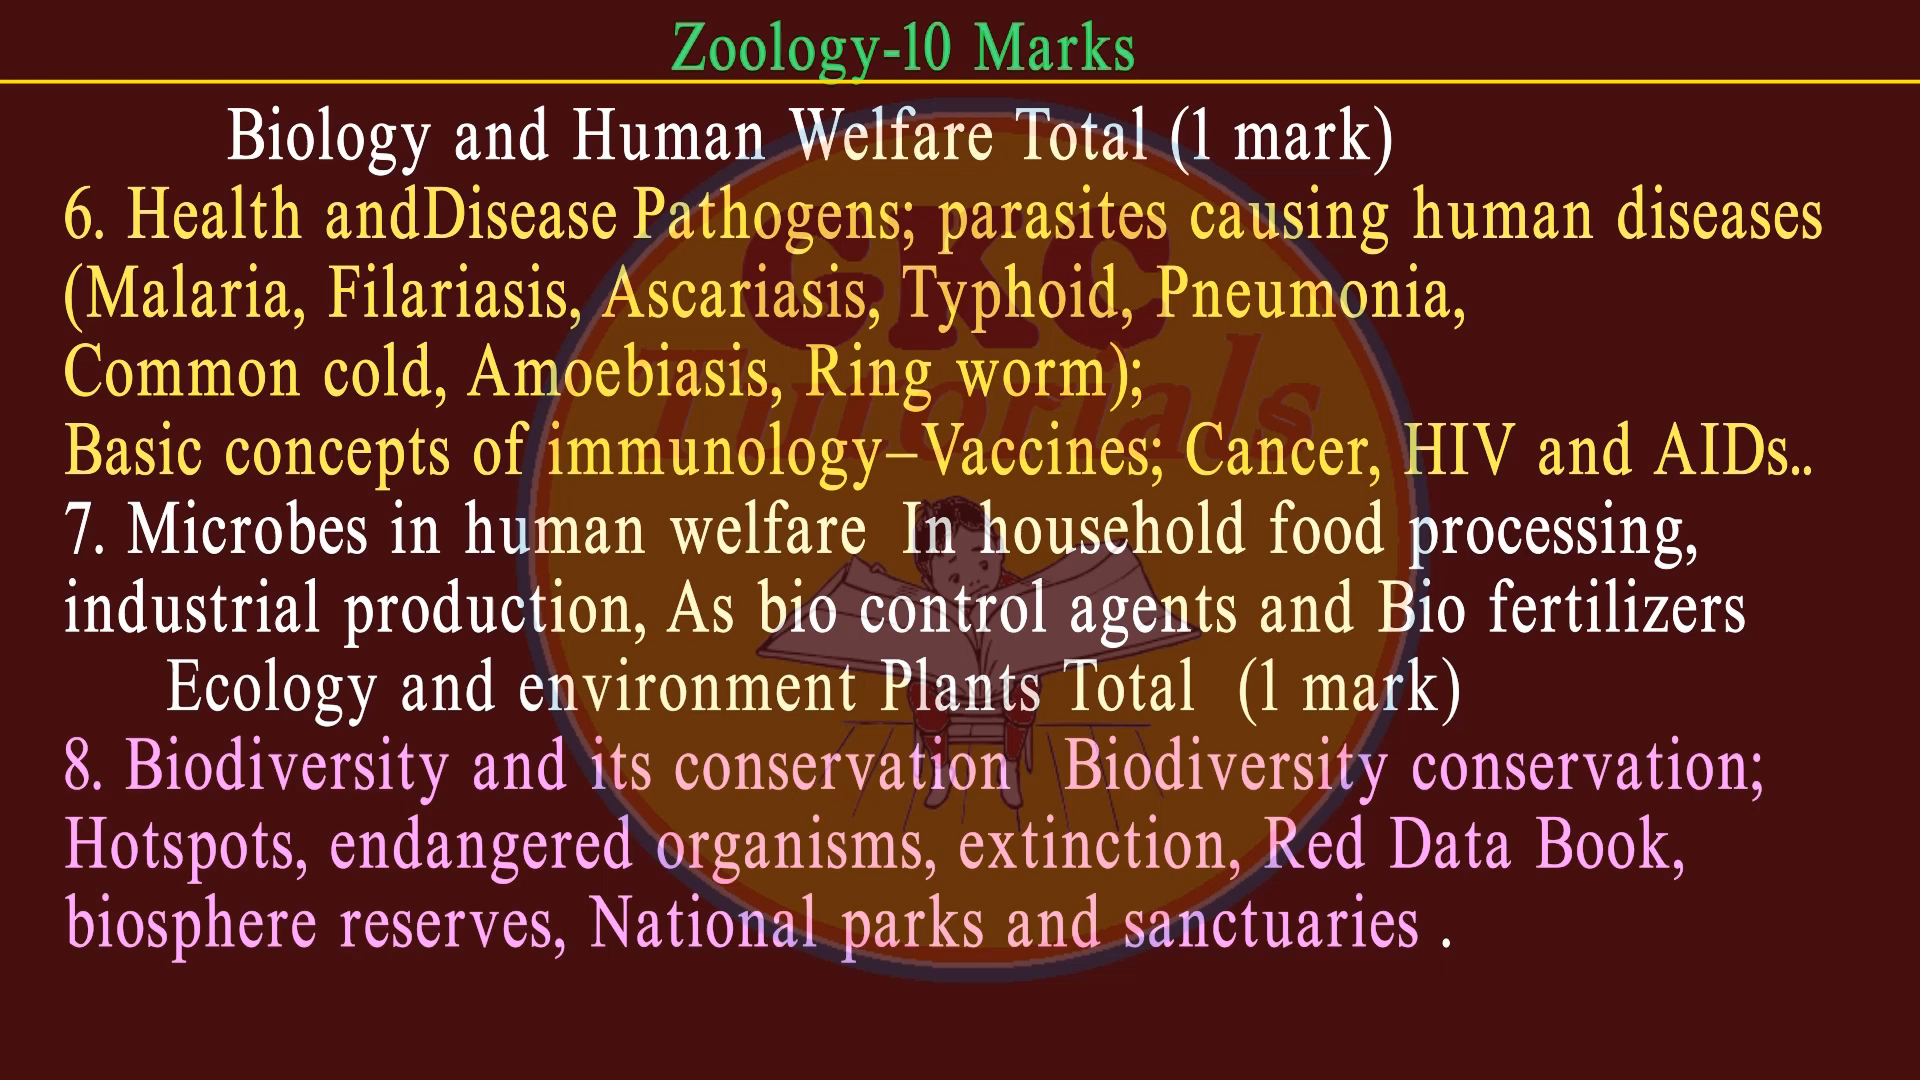 Zoology-10 Marks
Biology and Human Welfare Total (1 mark)
6. Health andDisease Pathogens; parasites causing human diseases
(Malaria, Filariasis, Ascariasis, Typhoid, Pneumonia,
Common cold, Amoebiasis, Ring worm);
Basic concepts of immunology–Vaccines; Cancer, HIV and AIDs..
7. Microbes in human welfare In household food processing,
industrial production, As bio control agents and Bio fertilizers
Ecology and environment Plants Total (1 mark)
8. Biodiversity and its conservation Biodiversity conservation;
Hotspots, endangered organisms, extinction, Red Data Book,
biosphere reserves, National parks and sanctuaries .
GKC
Tutorials